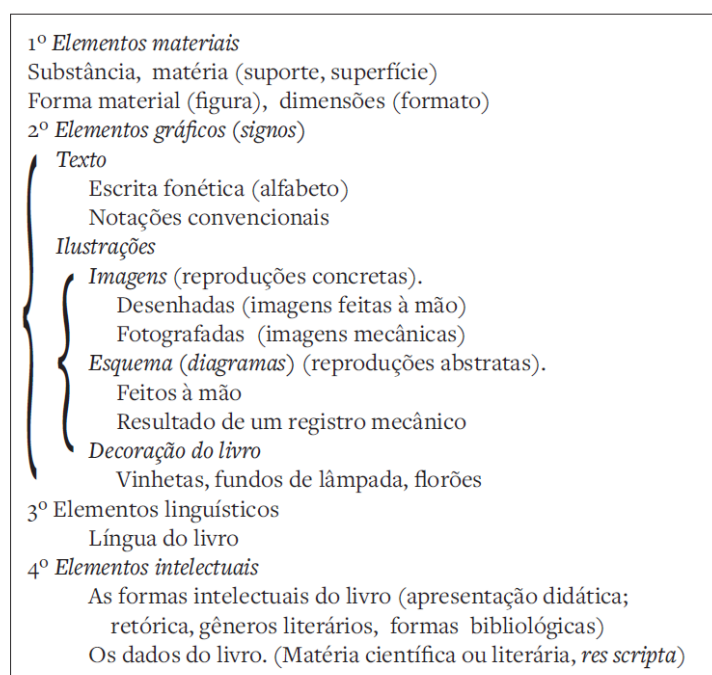 1º Elementos materiais
Substância, matéria (suporte, superfície)
Forma material (figura), dimensões (formato)
2º Elementos gráficos (signos)
Texto
Escrita fonética (alfabeto)
Notações convencionais
Ilustrações
Imagens (reproduções concretas).
Desenhadas (imagens feitas à mão)
Fotografadas (imagens mecânicas)
Esquema (diagramas) (reproduções abstratas).
Feitos à mão
Resultado de um registro mecânico
Decoração do livro
Vinhetas, fundos de lâmpada, florões
3º Elementos linguísticos
Língua do livro
4º Elementos intelectuais
As formas intelectuais do livro (apresentação didática;
retórica, gêneros literários, formas bibliológicas)
Os dados do livro. (Matéria científica ou literária, res scripta)